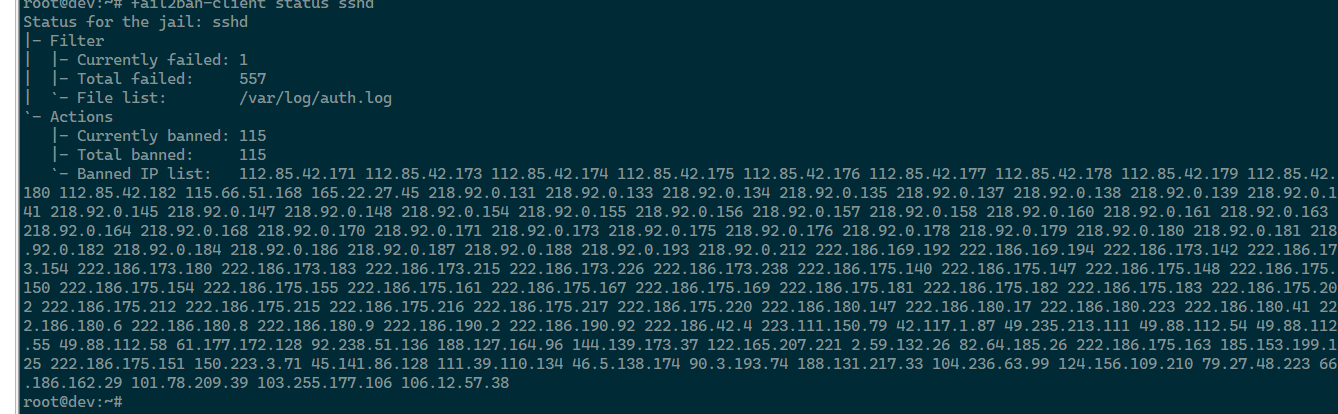 root@dev:~# fail2ban-client status sshd
Status for the jail: sshd
|- Filter
|  |- Currently failed: 1
|  |- Total failed:     557
|  `- File list:        /var/log/auth.log
`- Actions
   |- Currently banned: 115
   |- Total banned:     115
   `- Banned IP list:   112.85.42.171 112.85.42.173 112.85.42.174 112.85.42.175 112.85.42.176 112.85.42.177 112.85.42.178 112.85.42.179 112.85.42.
180 112.85.42.182 115.66.51.168 165.22.27.45 218.92.0.131 218.92.0.133 218.92.0.134 218.92.0.135 218.92.0.137 218.92.0.138 218.92.0.139 218.92.0.1
41 218.92.0.145 218.92.0.147 218.92.0.148 218.92.0.154 218.92.0.155 218.92.0.156 218.92.0.157 218.92.0.158 218.92.0.160 218.92.0.161 218.92.0.163
218.92.0.164 218.92.0.168 218.92.0.170 218.92.0.171 218.92.0.173 218.92.0.175 218.92.0.176 218.92.0.178 218.92.0.179 218.92.0.180 218.92.0.181 218
.92.0.182 218.92.0.184 218.92.0.186 218.92.0.187 218.92.0.188 218.92.0.193 218.92.0.212 222.186.169.192 222.186.169.194 222.186.173.142 222.186.17
3.154 222.186.173.180 222.186.173.183 222.186.173.215 222.186.173.226 222.186.173.238 222.186.175.140 222.186.175.147 222.186.175.148 222.186.175.
150 222.186.175.154 222.186.175.155 222.186.175.161 222.186.175.167 222.186.175.169 222.186.175.181 222.186.175.182 222.186.175.183 222.186.175.20
2 222.186.175.212 222.186.175.215 222.186.175.216 222.186.175.217 222.186.175.220 222.186.180.147 222.186.180.17 222.186.180.223 222.186.180.41 22
2.186.180.6 222.186.180.8 222.186.180.9 222.186.190.2 222.186.190.92 222.186.42.4 223.111.150.79 42.117.1.87 49.235.213.111 49.88.112.54 49.88.112
.55 49.88.112.58 61.177.172.128 92.238.51.136 188.127.164.96 144.139.173.37 122.165.207.221 2.59.132.26 82.64.185.26 222.186.175.163 185.153.199.1
25 222.186.175.151 150.223.3.71 45.141.86.128 111.39.110.134 46.5.138.174 90.3.193.74 188.131.217.33 104.236.63.99 124.156.109.210 79.27.48.223 66
.186.162.29 101.78.209.39 103.255.177.106 106.12.57.38
root@dev:~#